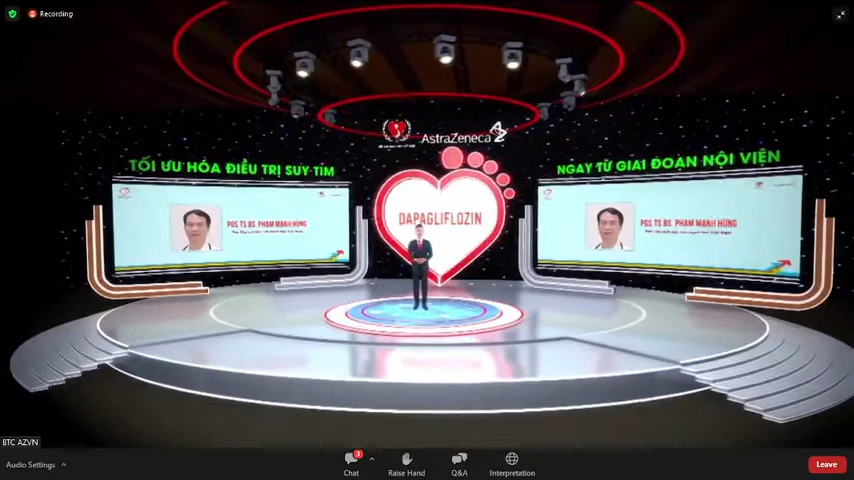 Recording
AstraZeneca
TỐI ƯU HÓA ĐIỀU TRỊ SUY TIM
NGAY TỪ GIAI ĐOẠN NỘI VIỆN
PGS.TS.BS. PHẠM MẠNH HÙNG
DAPAGLIFLOZIN
PGS.TS.BS. PHẠM MẠNH HÙNG
BTC AZVN
Audio Settings
3
Chat
Raise Hand
Q&A
Interpretation
Leave